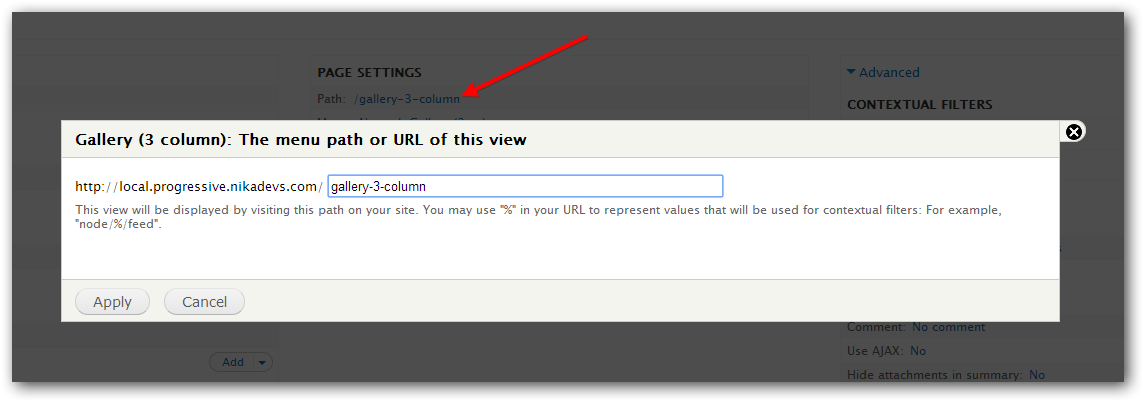 PAGE SETTINGS
Path: /gallery-3-column
Advanced
CONTEXTUAL FILTERS
Gallery (3 column): The menu path or URL of this view
http://local.progressive.nikadevs.com/ gallery-3-column
This view will be displayed by visiting this path on your site. You may use "%" in your URL to represent values that will be used for contextual filters: For example,
"node/%/feed".
Apply
Cancel
Comment: No comment
Add
Use AJAX: No
Hide attachments in summary: No